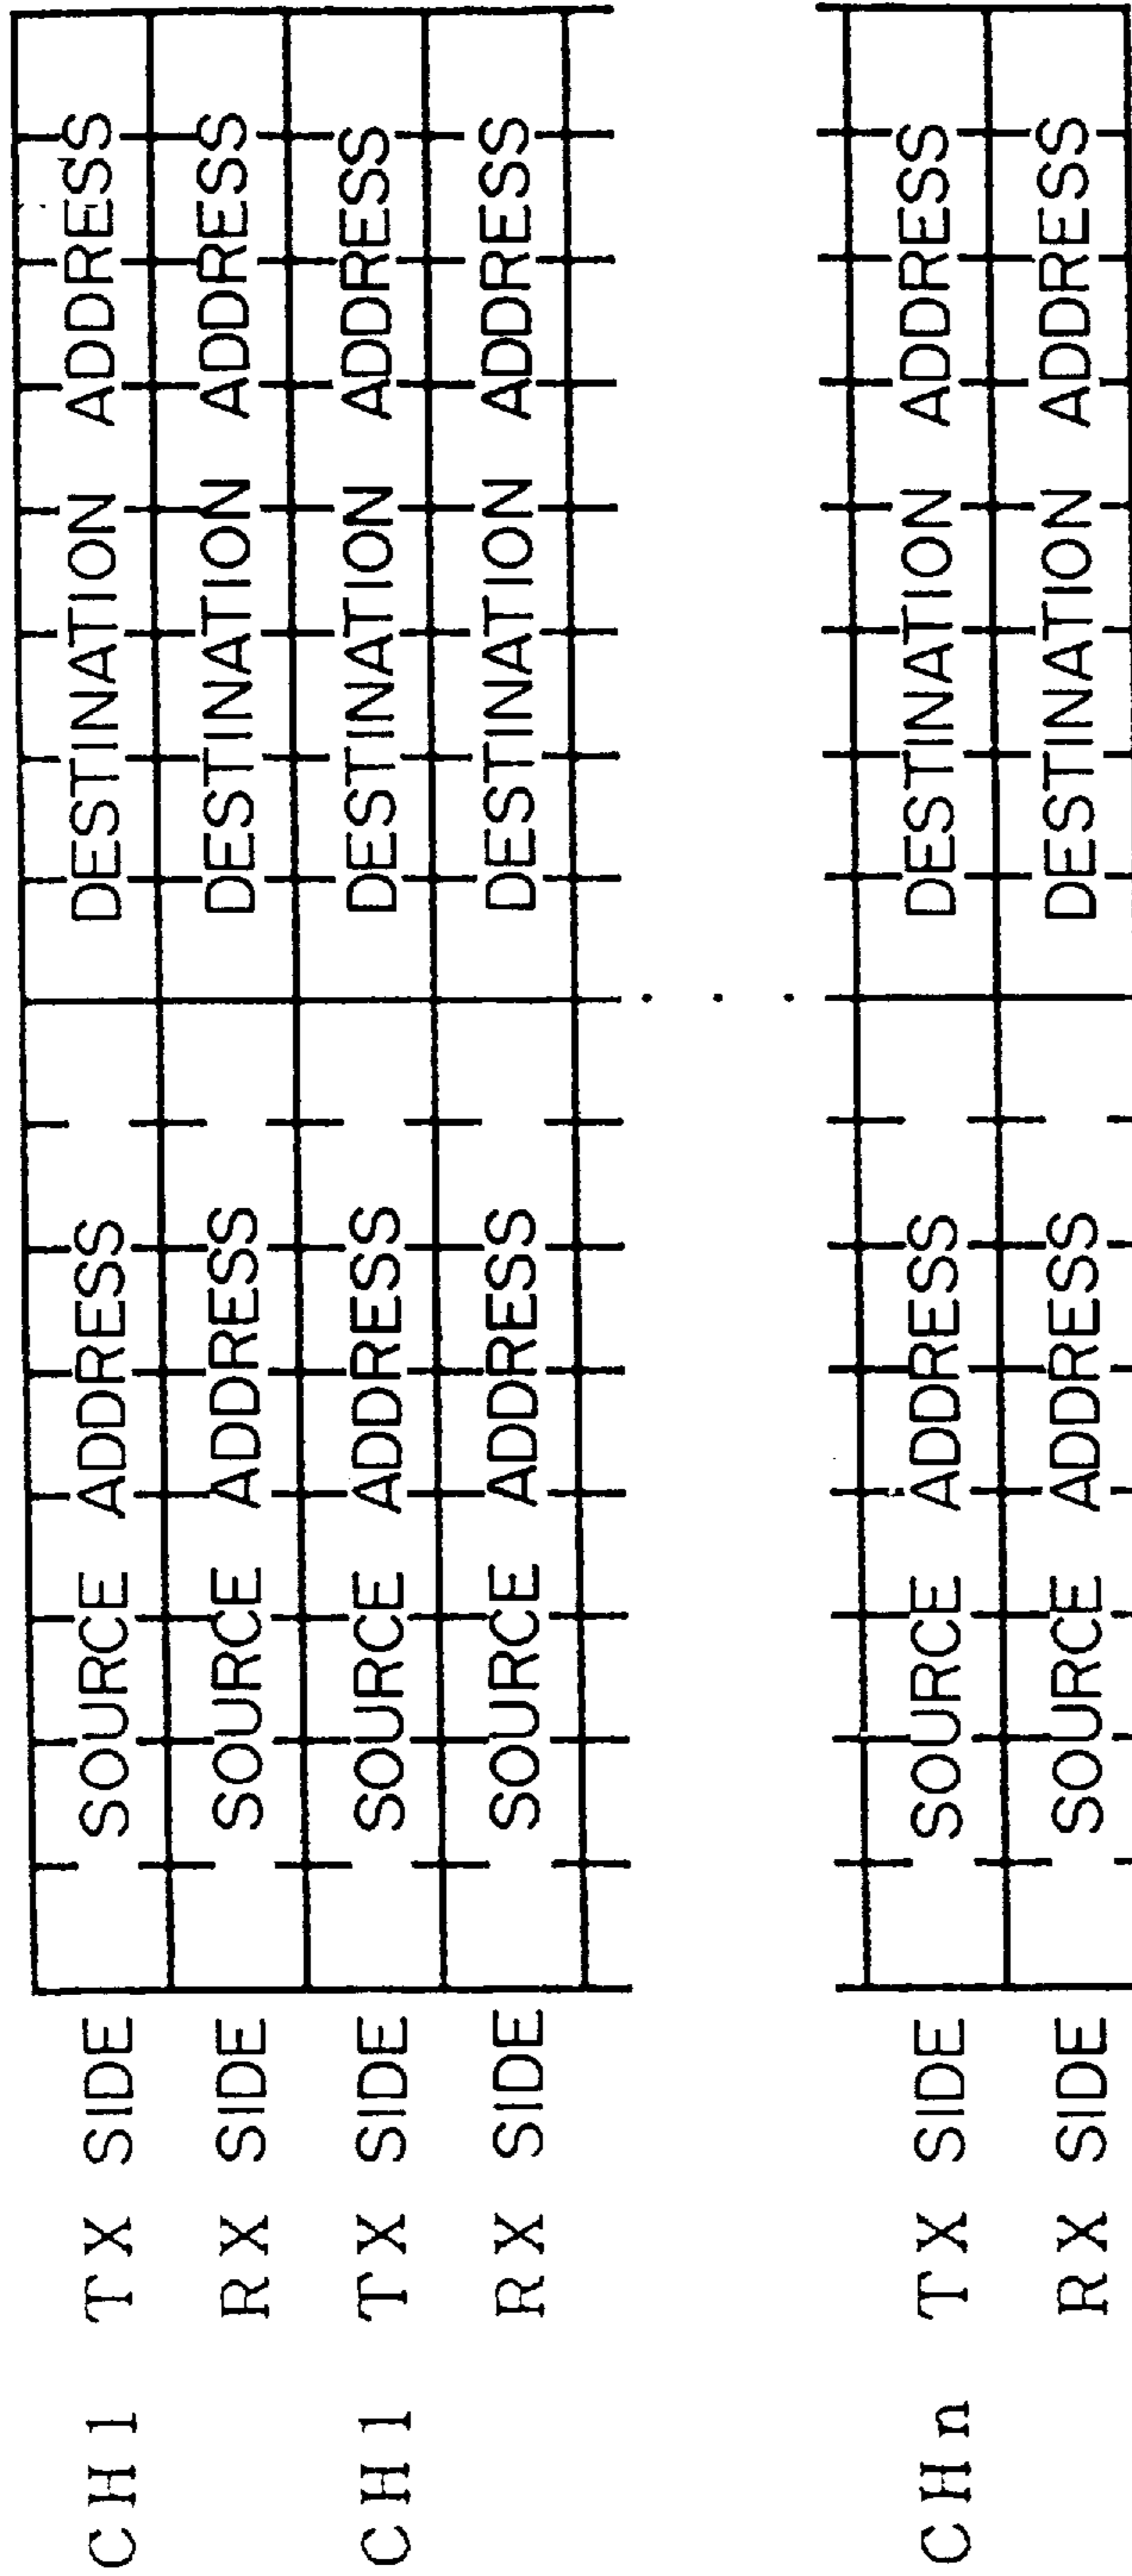 CH1 TX SIDE SOURCE ADDRESS DESTINATION ADDRESS
RX SIDE SOURCE ADDRESS DESTINATION ADDRESS
CH1 TX SIDE SOURCE ADDRESS DESTINATION ADDRESS
RX SIDE SOURCE ADDRESS DESTINATION ADDRESS
CHn TX SIDE SOURCE ADDRESS DESTINATION ADDRESS
RX SIDE SOURCE ADDRESS DESTINATION ADDRESS